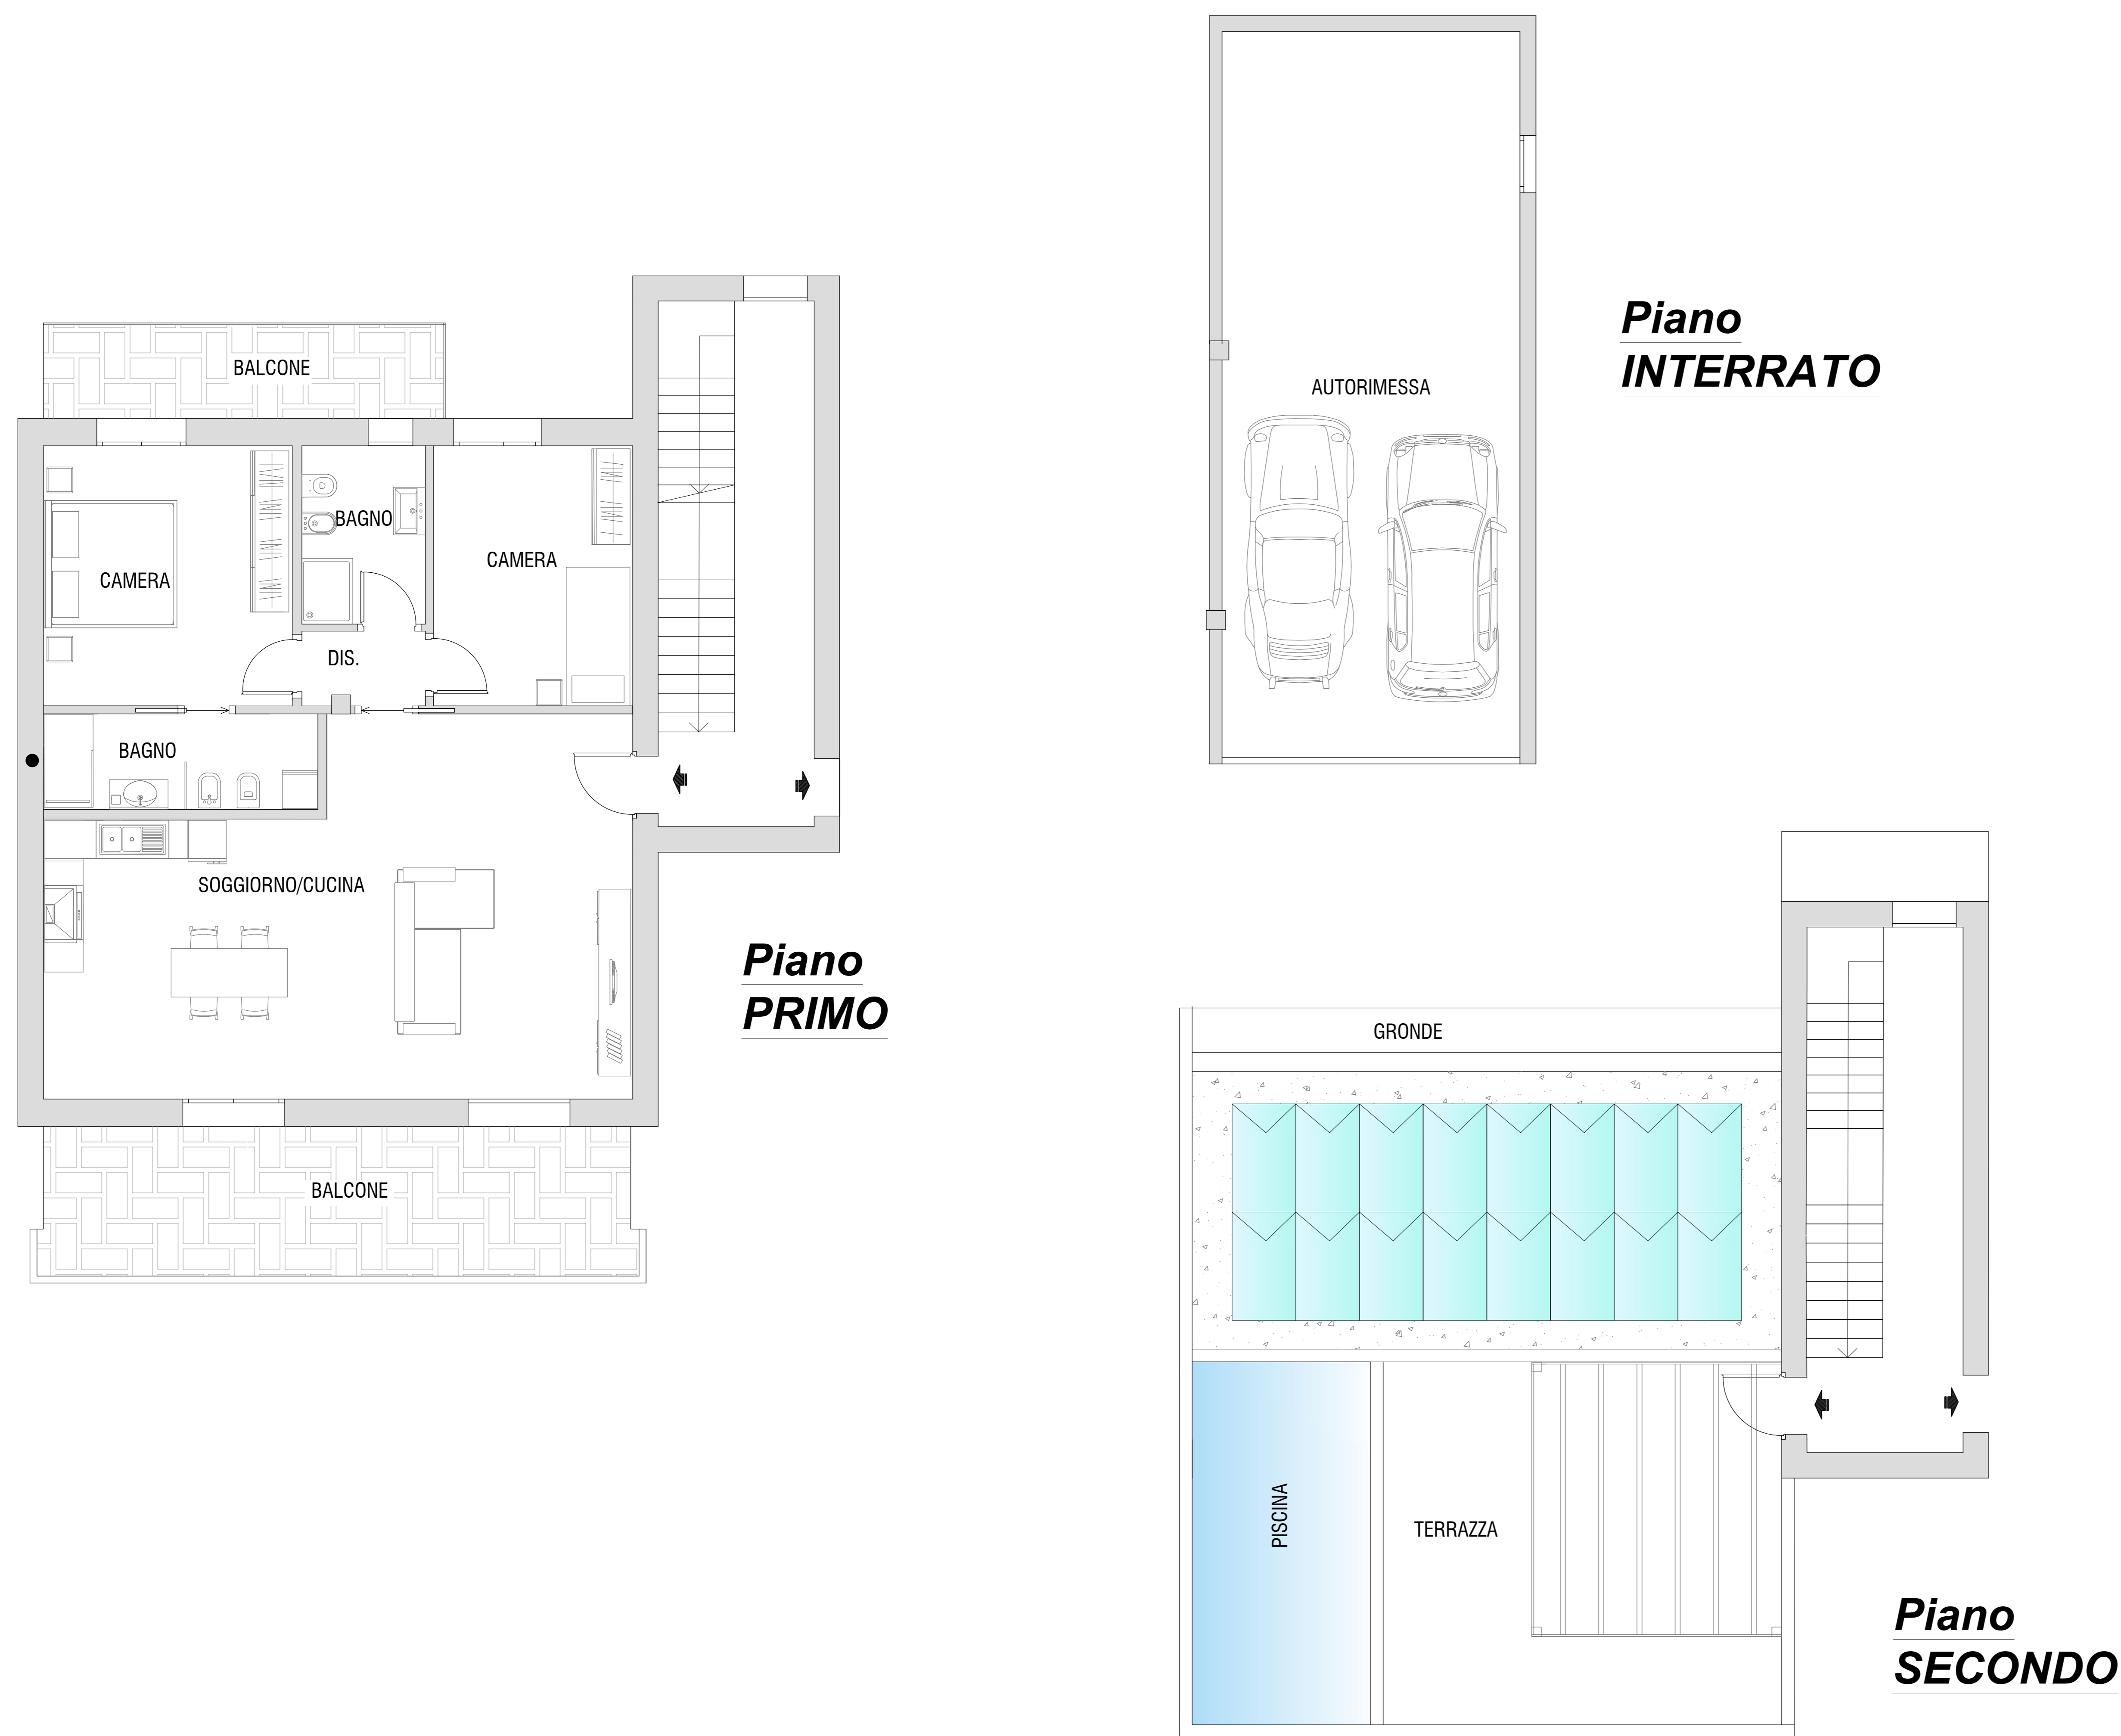 BALCONE
BAGNO
CAMERA
CAMERA
DIS.
BAGNO
SOGGIORNO/CUCINA
BALCONE
Piano
PRIMO
AUTORIMESSA
Piano
INTERRATO
GRONDE
PISCINA
TERRAZZA
Piano
SECONDO